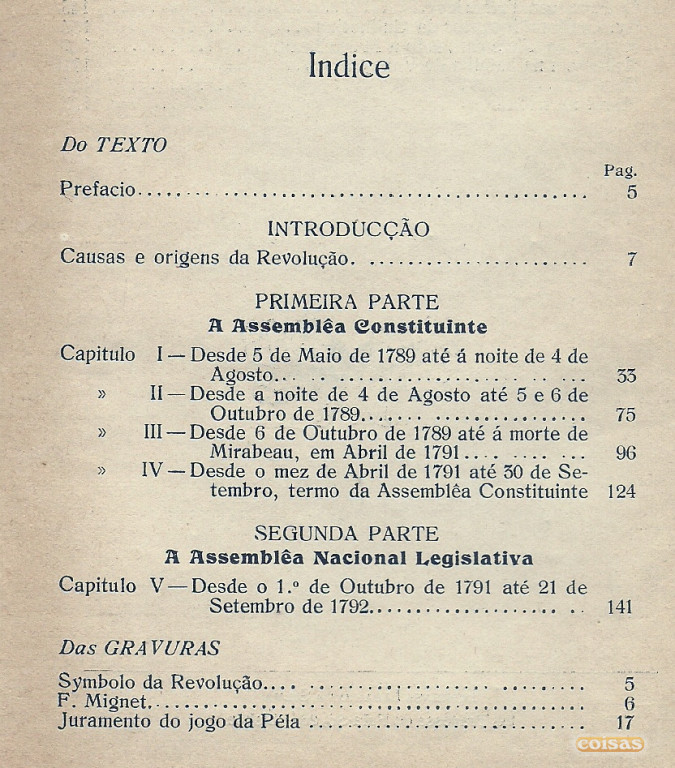 Indice
Do TEXTO
Pag.
Prefacio........................................................ 5
INTRODUCÇÃO
Causas e origens da Revolução. ........................ 7
PRIMEIRA PARTE
A Assemblêa Constituinte
Capitulo I — Desde 5 de Maio de 1789 até á noite de 4 de
Agosto... .. .. ........................ .. ... 33
» II — Desde a noite de 4 de Agosto até 5 e 6 de
Outubro de 1789....... .................. 75
» III — Desde 6 de Outubro de 1789 até á morte de
Mirabeau, em Abril de 1791.... .... ... 96
» IV — Desde o mez de Abril de 1791 até 30 de Se-
tembro, termo da Assemblêa Constituinte 124
SEGUNDA PARTE
A Assemblêa Nacional Legislativa
Capitulo V — Desde o 1.º de Outubro de 1791 até 21 de
Setembro de 1792...................... .. . 141
Das GRAVURAS
Symbolo da Revolução.... .............................. 5
F. Mignet................................................ 6
Juramento do jogo da Péla .............................. 17
coisas